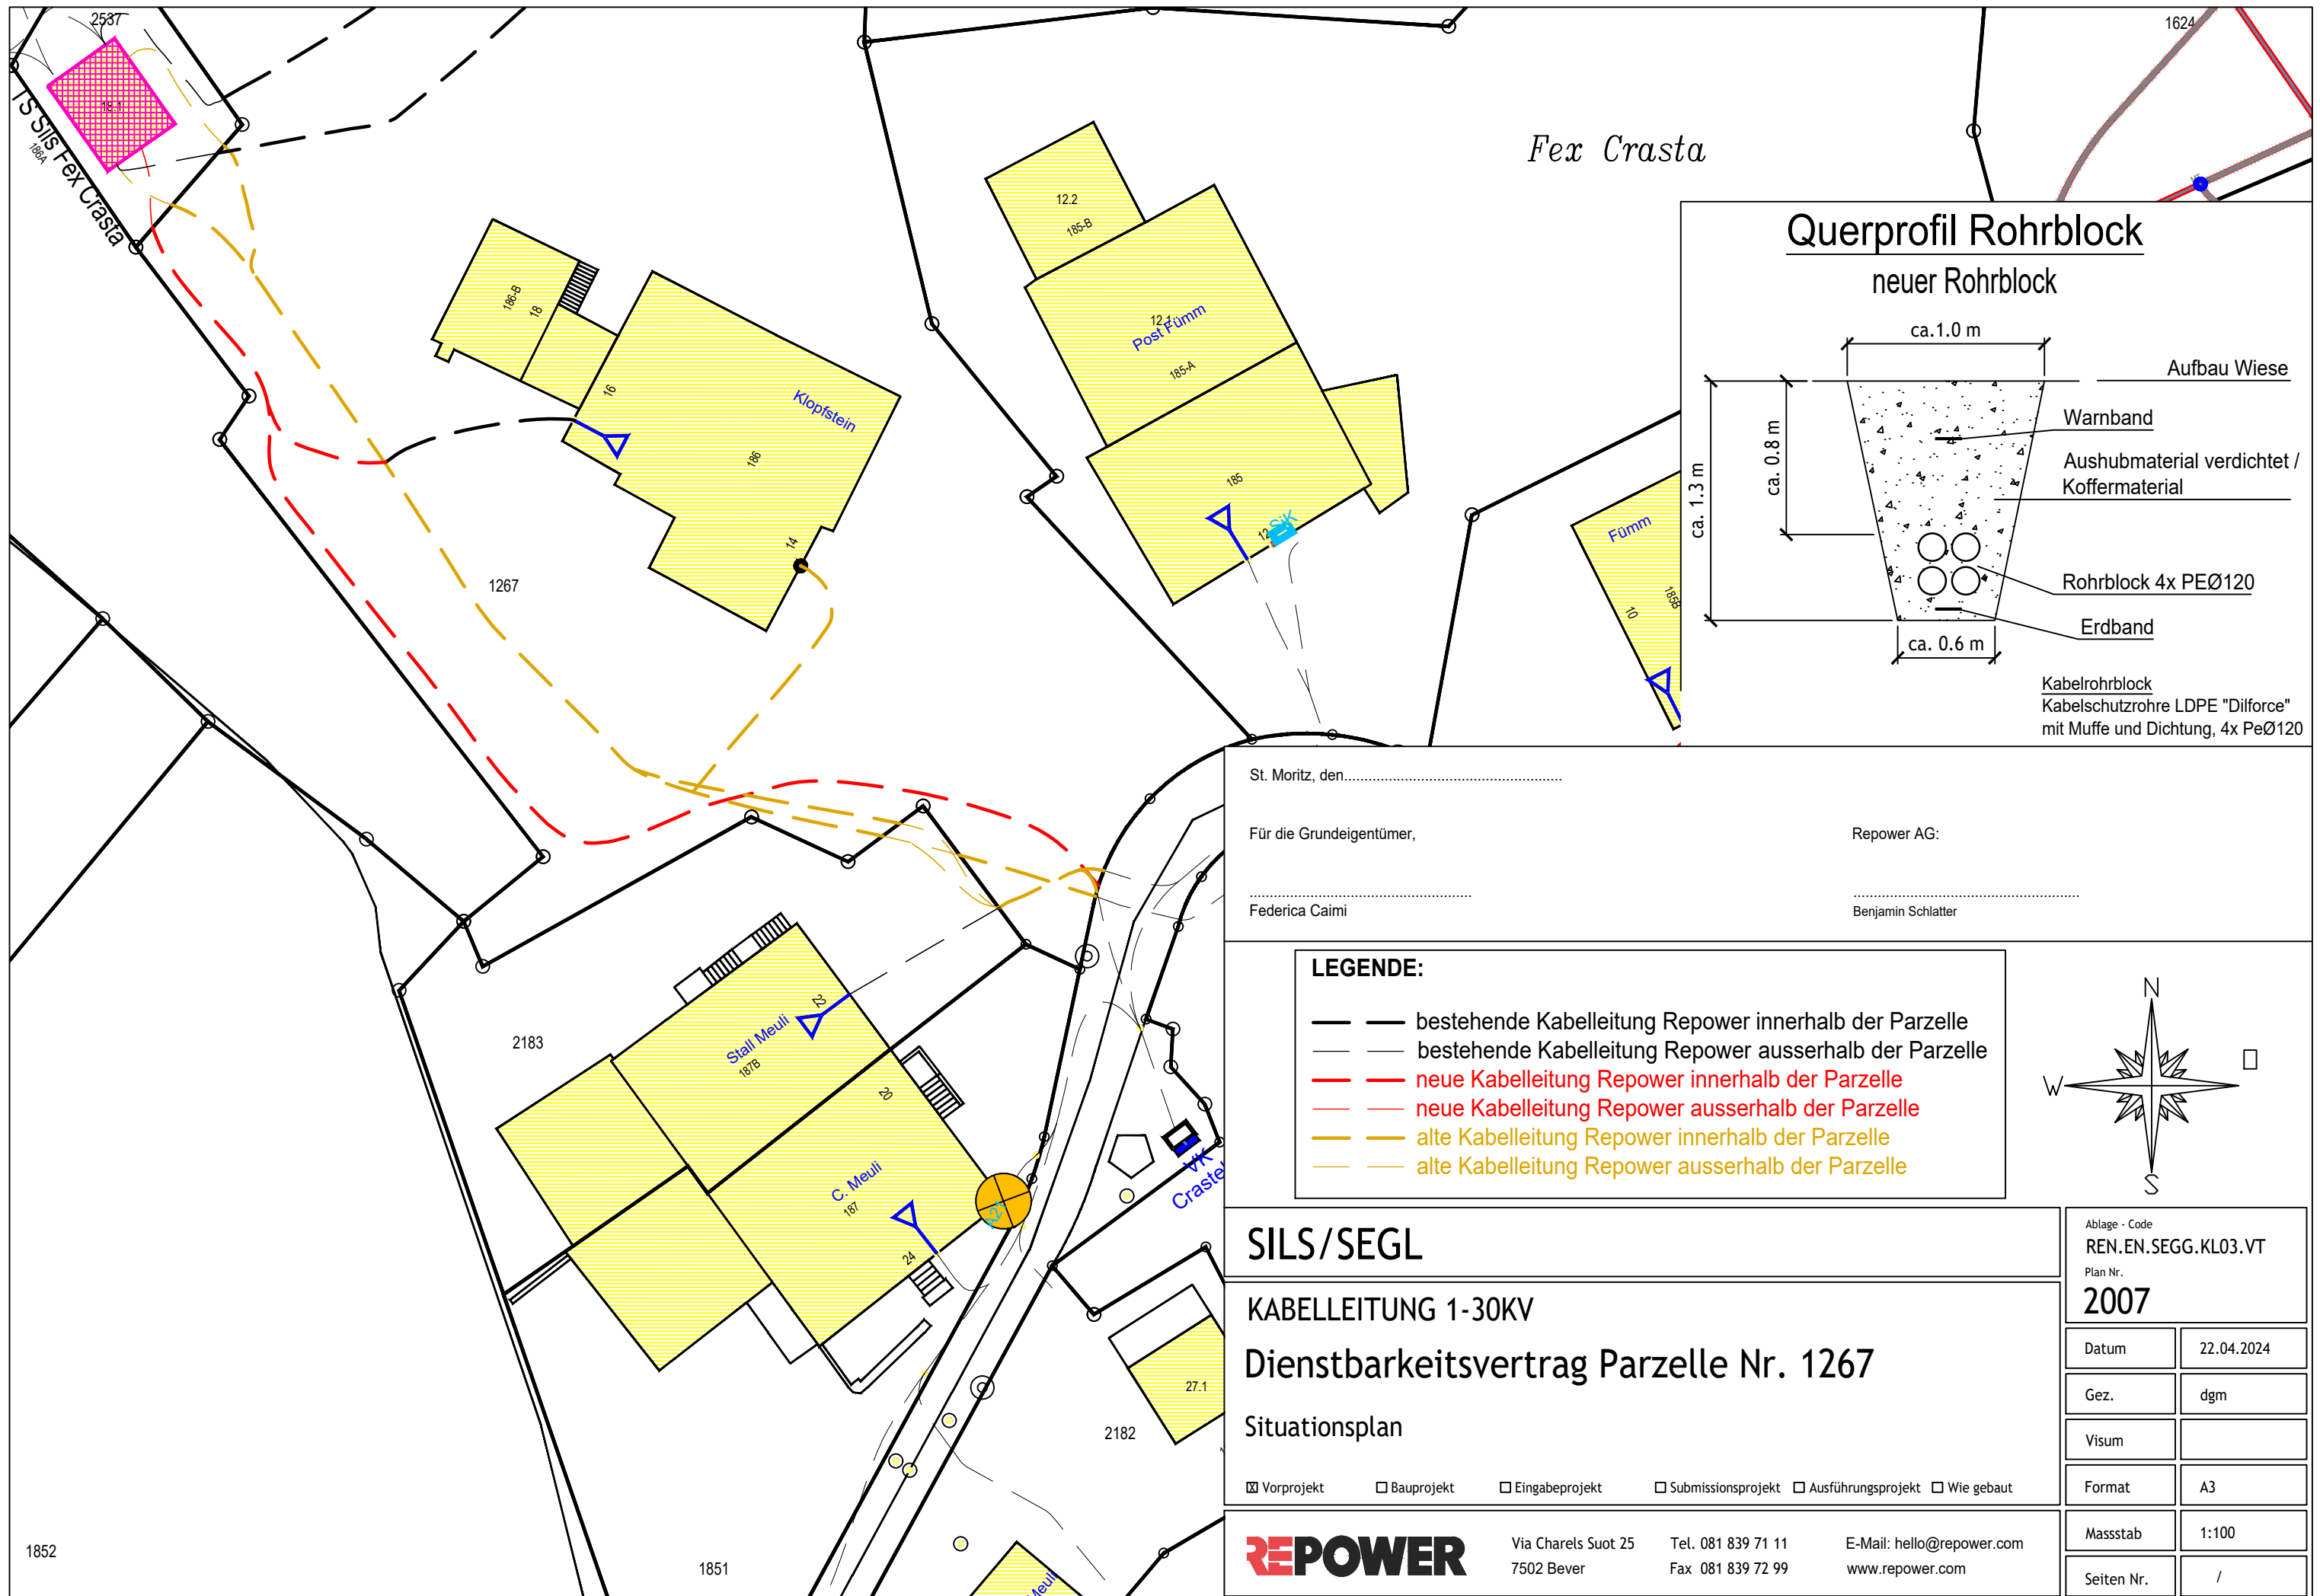 2537
18.1
TS Sils Fex Crasta
186A
1624
Fex Crasta
12.2
185-B
12.1
Post Fümm
185-A
185
12
SiK
186-B
18
16
Klopfstein
186
14
1267
Fümm
10
185B
Querprofil Rohrblock
neuer Rohrblock
ca.1.0 m
Aufbau Wiese
Warnband
ca. 0.8 m
ca. 1.3 m
Aushubmaterial verdichtet /
Koffermaterial
Rohrblock 4x PEØ120
Erdband
ca. 0.6 m
Kabelrohrblock
Kabelschutzrohre LDPE "Dilforce"
mit Muffe und Dichtung, 4x PeØ120
St. Moritz, den
Für die Grundeigentümer,
Repower AG:
Federica Caimi
Benjamin Schlatter
LEGENDE:
bestehende Kabelleitung Repower innerhalb der Parzelle
bestehende Kabelleitung Repower ausserhalb der Parzelle
neue Kabelleitung Repower innerhalb der Parzelle
neue Kabelleitung Repower ausserhalb der Parzelle
alte Kabelleitung Repower innerhalb der Parzelle
alte Kabelleitung Repower ausserhalb der Parzelle
N
W
S
2183
22
Stall Meuli
187B
20
C. Meuli
187
24
VK
2182
27.1
1852
1851
SILS/SEGL
KABELLEITUNG 1-30KV
Dienstbarkeitsvertrag Parzelle Nr. 1267
Situationsplan
☒ Vorprojekt ☐ Bauprojekt ☐ Eingabeprojekt ☐ Submissionsprojekt ☐ Ausführungsprojekt ☐ Wie gebaut
Ablage - Code
REN.EN.SEGG.KL03.VT
Plan Nr.
2007
Datum 22.04.2024
Gez. dgm
Visum
Format A3
Massstab 1:100
Seiten Nr. /
REPOWER
Via Charels Suot 25 Tel. 081 839 71 11 E-Mail: hello@repower.com
7502 Bever Fax 081 839 72 99 www.repower.com